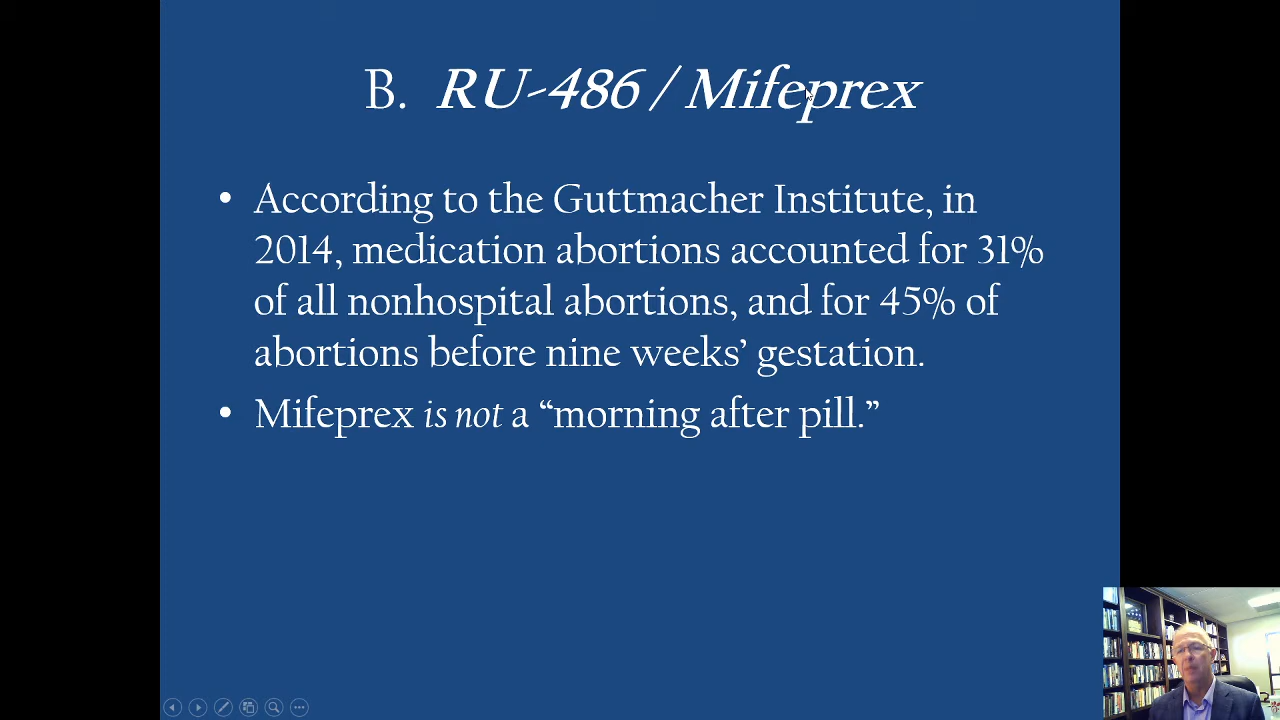 B. RU-486 / Mifeprex
• According to the Guttmacher Institute, in
2014, medication abortions accounted for 31%
of all nonhospital abortions, and for 45% of
abortions before nine weeks’ gestation.
• Mifeprex is not a “morning after pill.”